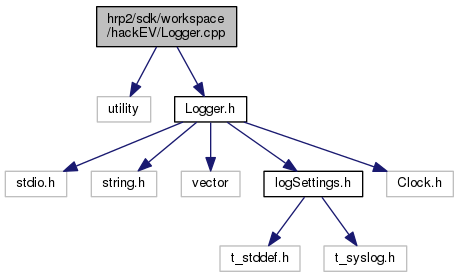 hrp2/sdk/workspace
/hackEV/Logger.cpp
utility
Logger.h
stdio.h
string.h
vector
logSettings.h
Clock.h
t_stddef.h
t_syslog.h